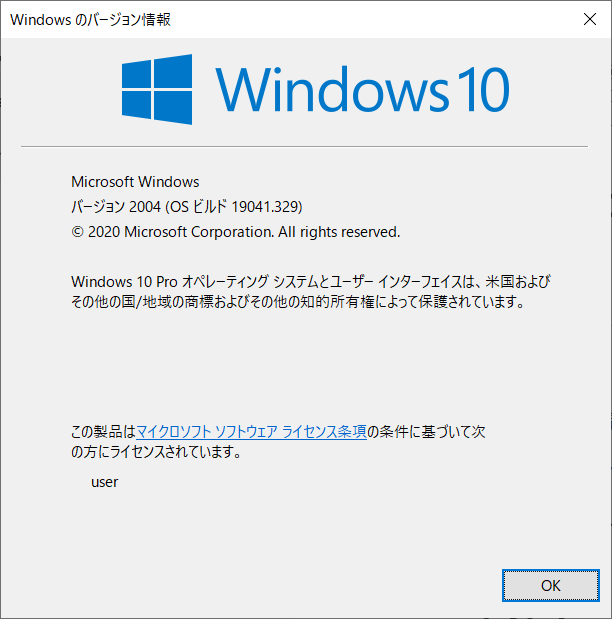 Windows のバージョン情報
Windows 10
Microsoft Windows
バージョン 2004 (OS ビルド 19041.329)
© 2020 Microsoft Corporation. All rights reserved.
Windows 10 Pro オペレーティング システムとユーザー インターフェイスは、米国および
その他の国/地域の商標およびその他の知的所有権によって保護されています。
この製品はマイクロソフト ソフトウェア ライセンス条項の条件に基づいて次
の方にライセンスされています。
user
OK